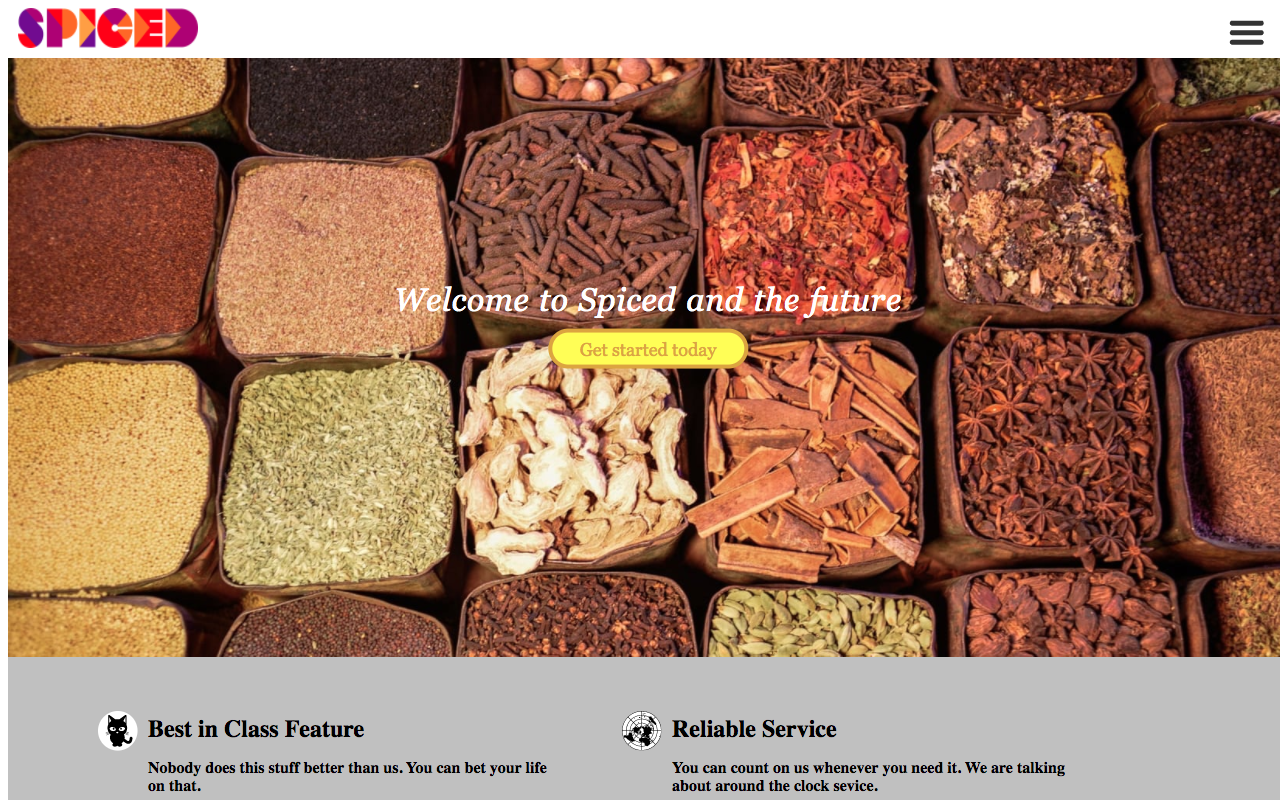 SPICED
Welcome to Spiced and the future
Get started today
Best in Class Feature
Nobody does this stuff better than us. You can bet your life
on that.
Reliable Service
You can count on us whenever you need it. We are talking
about around the clock sevice.